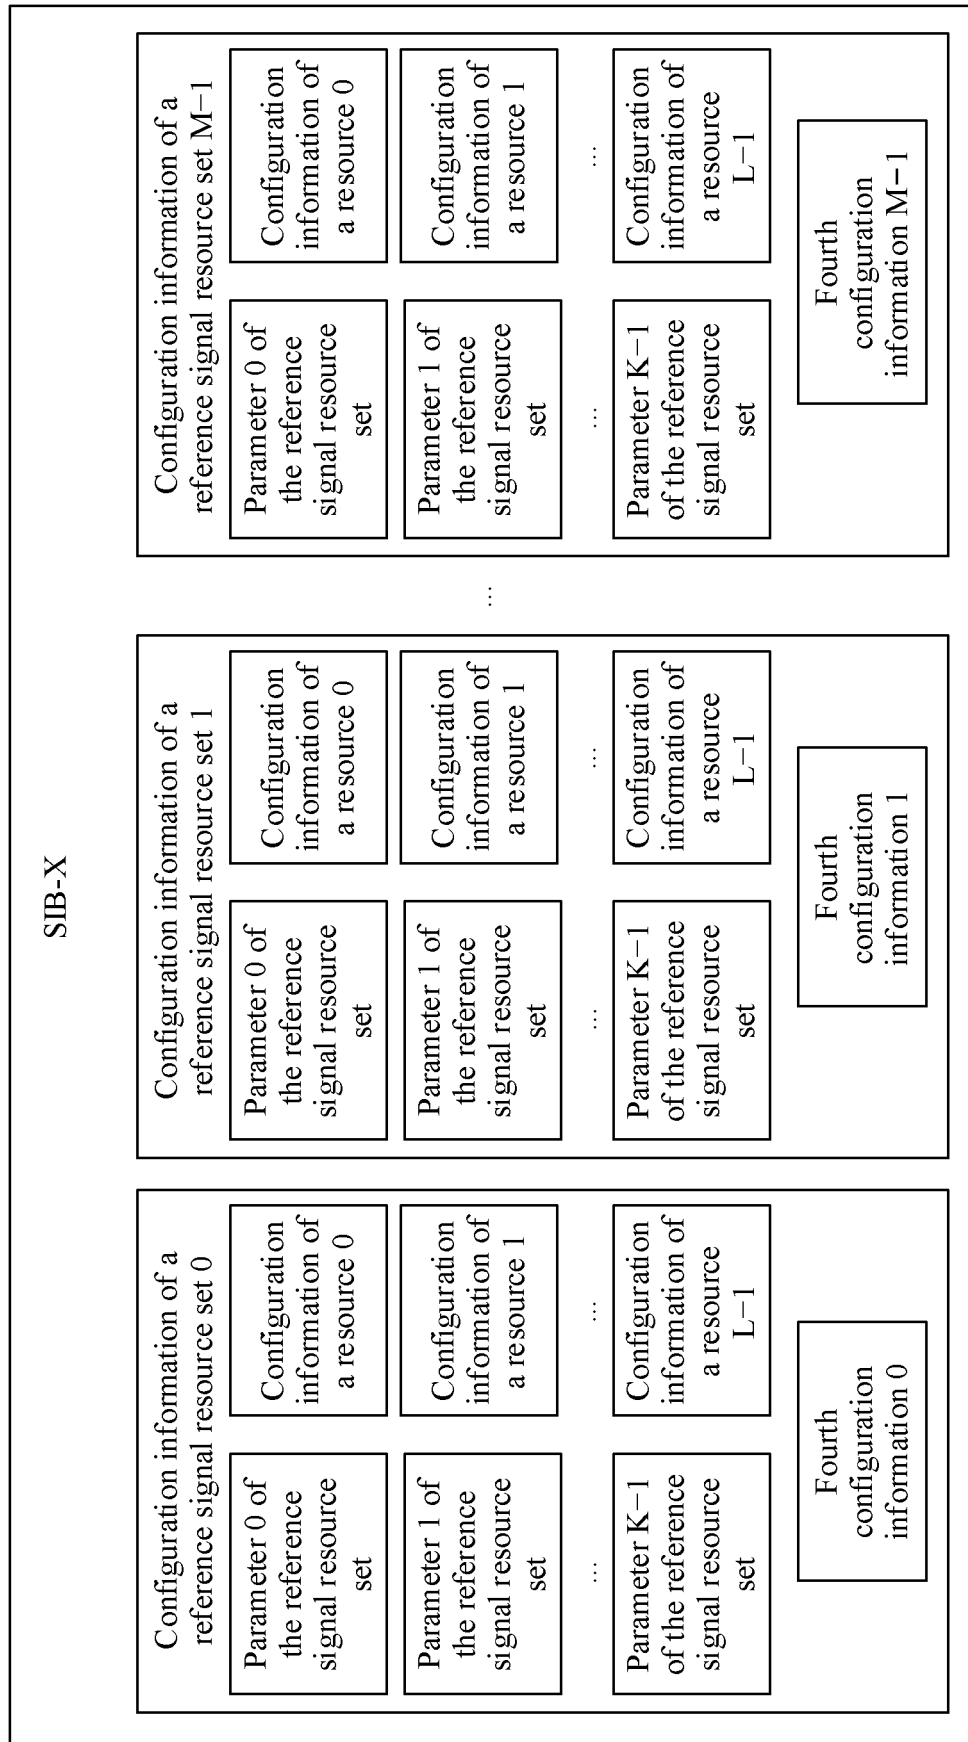 SIB-X
Configuration information of a
reference signal resource set 0
Parameter 0 of
the reference
signal resource
set
Configuration
information of
a resource 0
Parameter 1 of
the reference
signal resource
set
Configuration
information of
a resource 1
...
...
Parameter K−1
of the reference
signal resource
set
Configuration
information of
a resource
L−1
Fourth
configuration
information 0
Configuration information of a
reference signal resource set 1
Parameter 0 of
the reference
signal resource
set
Configuration
information of
a resource 0
Parameter 1 of
the reference
signal resource
set
Configuration
information of
a resource 1
...
...
Parameter K−1
of the reference
signal resource
set
Configuration
information of
a resource
L−1
Fourth
configuration
information 1
...
Configuration information of a
reference signal resource set M−1
Parameter 0 of
the reference
signal resource
set
Configuration
information of
a resource 0
Parameter 1 of
the reference
signal resource
set
Configuration
information of
a resource 1
...
...
Parameter K−1
of the reference
signal resource
set
Configuration
information of
a resource
L−1
Fourth
configuration
information M−1